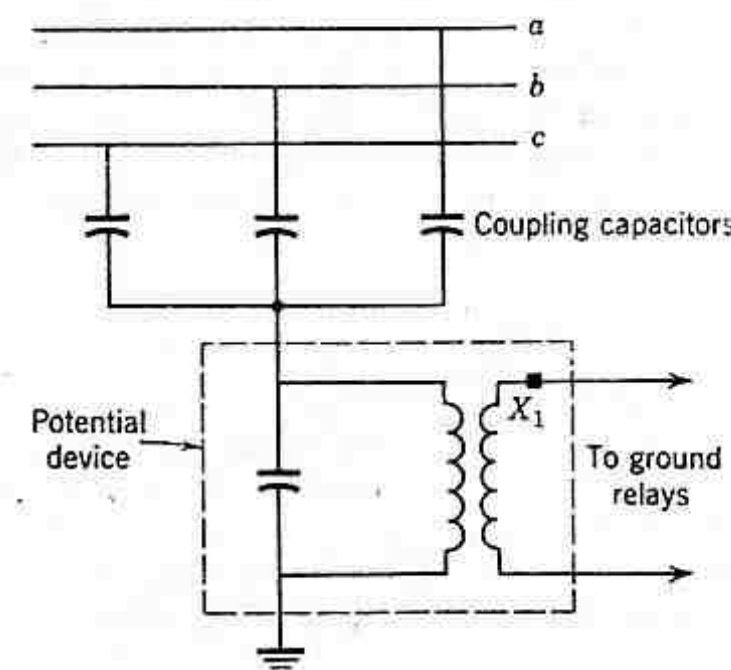 a
b
c
Coupling capacitors
Potential
device
X₁
To ground
relays